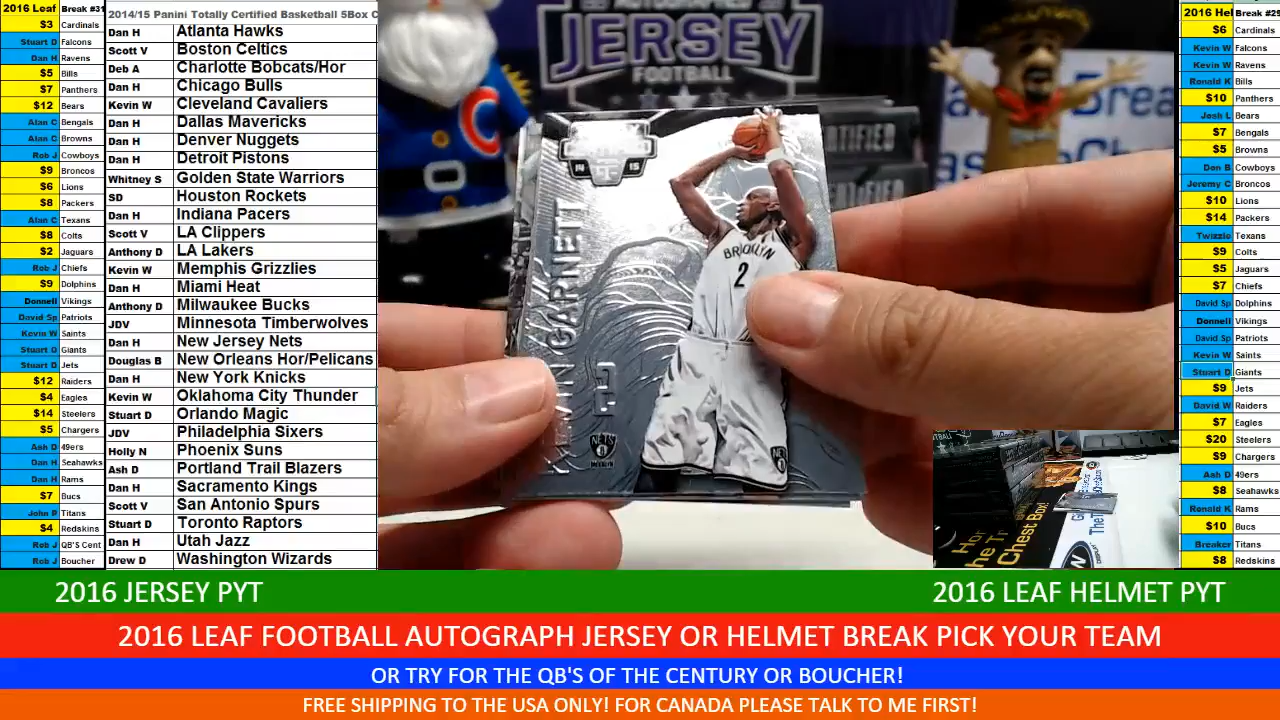 2016 Leaf Break #31
$3 Cardinals
Stuart D Falcons
Dan H Ravens
$5 Bills
$7 Panthers
$12 Bears
Alan C Bengals
Alan C Browns
Rob J Cowboys
$9 Broncos
$6 Lions
$8 Packers
Alan C Texans
$8 Colts
$2 Jaguars
Rob J Chiefs
$9 Dolphins
Donnell Vikings
David Sp Patriots
Kevin W Saints
Stuart D Giants
Stuart D Jets
$12 Raiders
$4 Eagles
$14 Steelers
$5 Chargers
Ash D 49ers
Dan H Seahawks
Dan H Rams
$7 Bucs
John P Titans
$4 Redskins
Rob J QB'S Cent
Rob J Boucher
2014/15 Panini Totally Certified Basketball 5Box C
Dan H Atlanta Hawks
Scott V Boston Celtics
Deb A Charlotte Bobcats/Hor
Dan H Chicago Bulls
Kevin W Cleveland Cavaliers
Dan H Dallas Mavericks
Dan H Denver Nuggets
Dan H Detroit Pistons
Whitney S Golden State Warriors
SD Houston Rockets
Dan H Indiana Pacers
Scott V LA Clippers
Anthony D LA Lakers
Kevin W Memphis Grizzlies
Dan H Miami Heat
Anthony D Milwaukee Bucks
JDV Minnesota Timberwolves
Dan H New Jersey Nets
Douglas B New Orleans Hor/Pelicans
Dan H New York Knicks
Kevin W Oklahoma City Thunder
Stuart D Orlando Magic
JDV Philadelphia Sixers
Holly N Phoenix Suns
Ash D Portland Trail Blazers
Dan H Sacramento Kings
Scott V San Antonio Spurs
Stuart D Toronto Raptors
Dan H Utah Jazz
Drew D Washington Wizards
AUTOGRAPHED
JERSEY
FOOTBALL
CERTIFIED
14 15
KEVIN GARNETT
BROOKLYN
2
NETS
2016 Hel Break #29
$6 Cardinals
Kevin W Falcons
Kevin W Ravens
Ronald K Bills
$10 Panthers
Josh L Bears
$7 Bengals
$5 Browns
Don B Cowboys
Jeremy C Broncos
$10 Lions
$14 Packers
Twizzle Texans
$9 Colts
$5 Jaguars
$7 Chiefs
David Sp Dolphins
Donnell Vikings
David Sp Patriots
Kevin W Saints
Stuart D Giants
$9 Jets
David W Raiders
$7 Eagles
$20 Steelers
$9 Chargers
Ash D 49ers
$8 Seahawks
Ronald K Rams
$10 Bucs
Breaker Titans
$8 Redskins
Chest Box!
2016 JERSEY PYT
2016 LEAF HELMET PYT
2016 LEAF FOOTBALL AUTOGRAPH JERSEY OR HELMET BREAK PICK YOUR TEAM
OR TRY FOR THE QB'S OF THE CENTURY OR BOUCHER!
FREE SHIPPING TO THE USA ONLY! FOR CANADA PLEASE TALK TO ME FIRST!